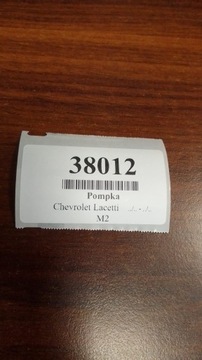 38012
Pompka
Chevrolet Lacetti
M2